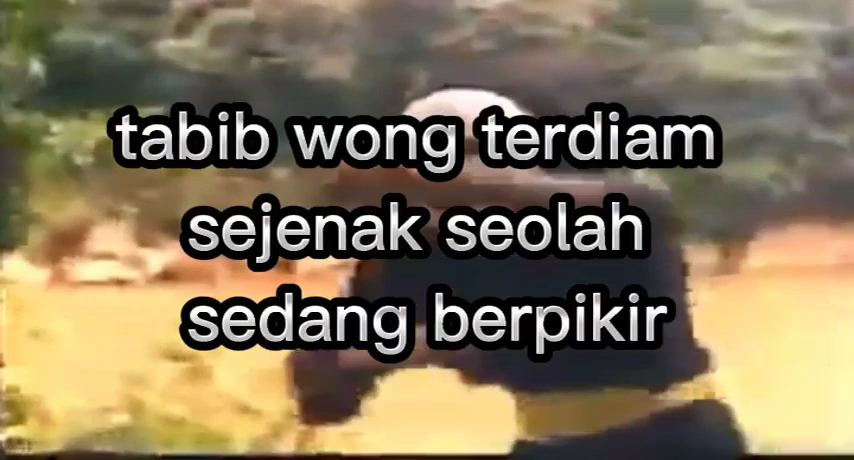 tabib wong terdiam
sejenak seolah
sedang berpikir